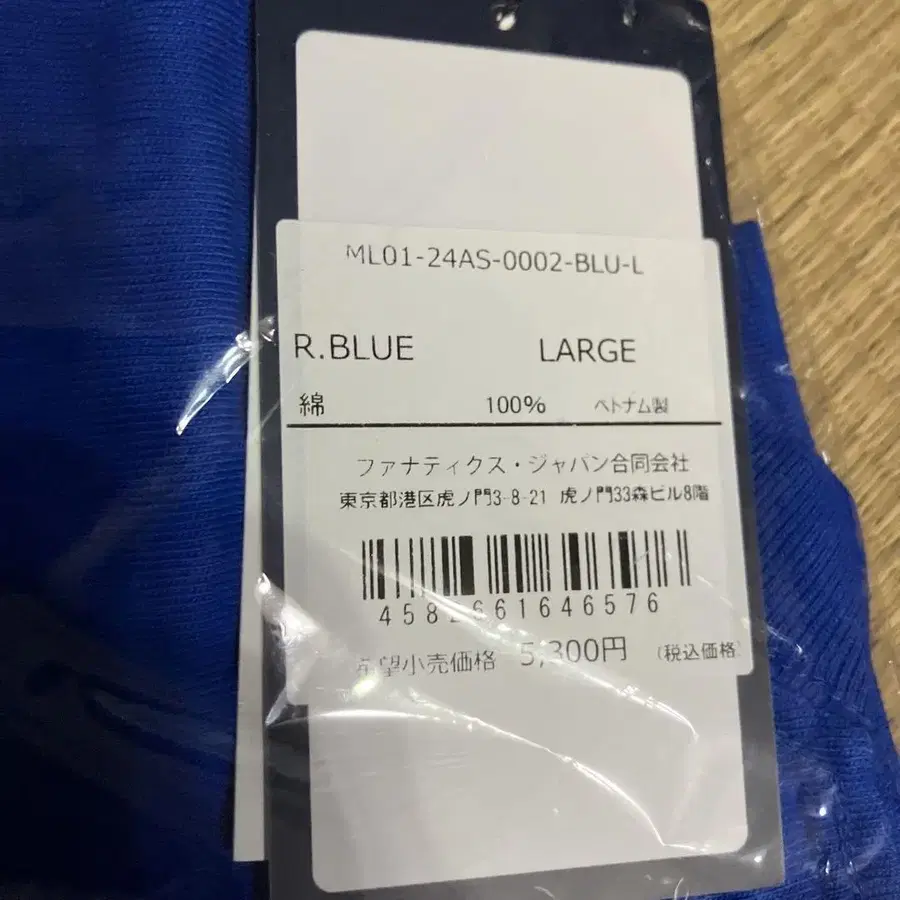 ML01-24AS-0002-BLU-L
R.BLUE LARGE
綿 100% ベトナム製
ファナティクス・ジャパン合同会社
東京都港区虎ノ門3-8-21 虎ノ門33森ビル8階
4582661646576
希望小売価格 5,300円 (税込価格)